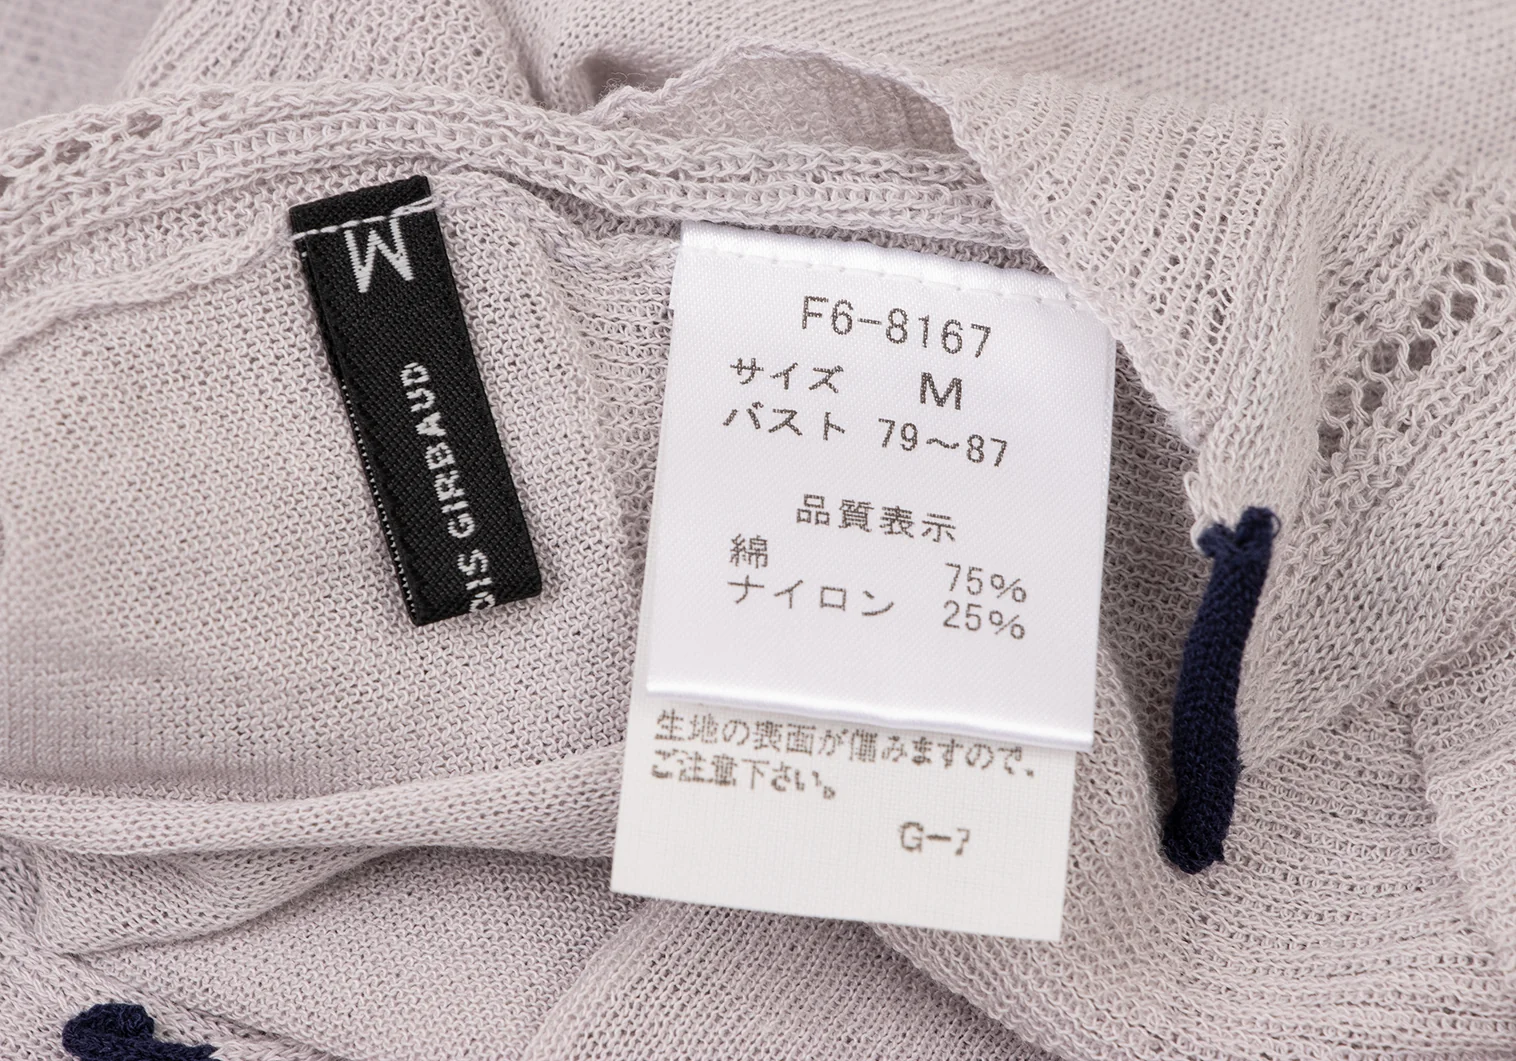 M
OIS GIRBAUD
F6-8167
サイズ M
バスト 79〜87
品質表示
綿 75%
ナイロン 25%
生地の表面が傷みますので、
ご注意下さい。
G-7